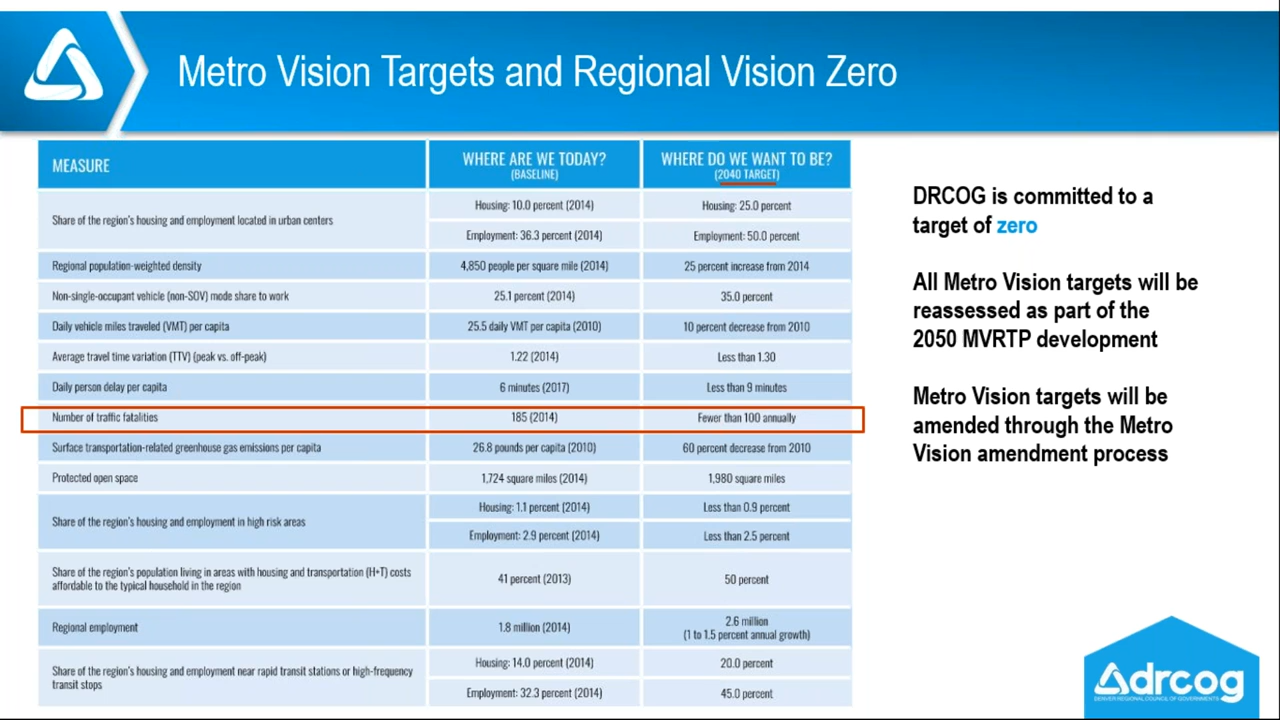 Metro Vision Targets and Regional Vision Zero
MEASURE
WHERE ARE WE TODAY?
(BASELINE)
WHERE DO WE WANT TO BE?
(2040 TARGET)
Share of the region's housing and employment located in urban centers
Housing: 10.0 percent (2014)
Housing: 25.0 percent
Employment: 36.3 percent (2014)
Employment: 50.0 percent
Regional population-weighted density
4,850 people per square mile (2014)
25 percent increase from 2014
Non-single-occupant vehicle (non-SOV) mode share to work
25.1 percent (2014)
35.0 percent
Daily vehicle miles traveled (VMT) per capita
25.5 daily VMT per capita (2010)
10 percent decrease from 2010
Average travel time variation (TTV) (peak vs. off-peak)
1.22 (2014)
Less than 1.30
Daily person delay per capita
6 minutes (2017)
Less than 9 minutes
Number of traffic fatalities
185 (2014)
Fewer than 100 annually
Surface transportation-related greenhouse gas emissions per capita
26.8 pounds per capita (2010)
60 percent decrease from 2010
Protected open space
1,724 square miles (2014)
1,980 square miles
Share of the region's housing and employment in high risk areas
Housing: 1.1 percent (2014)
Less than 0.9 percent
Employment: 2.9 percent (2014)
Less than 2.5 percent
Share of the region's population living in areas with housing and transportation (H+T) costs
affordable to the typical household in the region
41 percent (2013)
50 percent
Regional employment
1.8 million (2014)
2.6 million
(1 to 1.5 percent annual growth)
Share of the region's housing and employment near rapid transit stations or high-frequency
transit stops
Housing: 14.0 percent (2014)
20.0 percent
Employment: 32.3 percent (2014)
45.0 percent
DRCOG is committed to a
target of zero
All Metro Vision targets will be
reassessed as part of the
2050 MVRTP development
Metro Vision targets will be
amended through the Metro
Vision amendment process
drcog
DENVER REGIONAL COUNCIL OF GOVERNMENTS